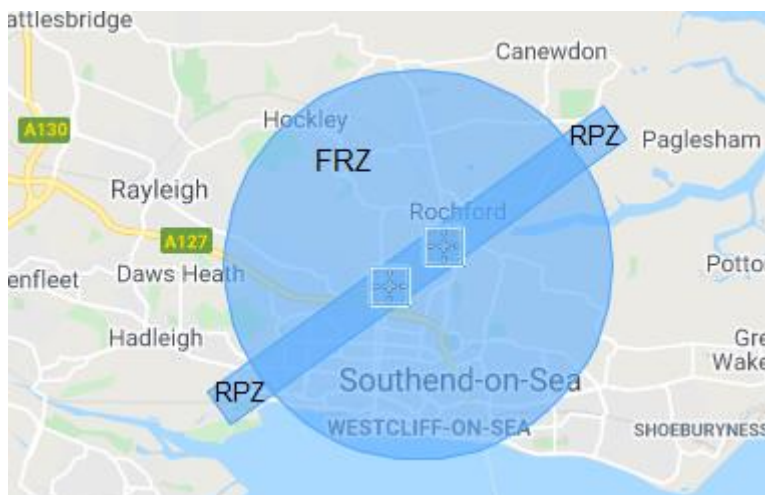 attlesbridge
Canewdon
A130
Hockley
RPZ
Paglesham
FRZ
Rayleigh
Rochford
A127
enfleet
Daws Heath
Potto
Hadleigh
Gre
Wake
RPZ
Southend-on-Sea
WESTCLIFF-ON-SEA
SHOEBURYNESS